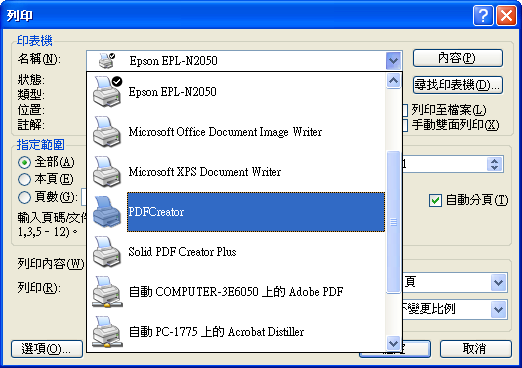 列印
印表機
名稱(N):
Epson EPL-N2050
內容(P)
狀態:
類型:
位置:
註解:
Epson EPL-N2050
Microsoft Office Document Image Writer
Microsoft XPS Document Writer
PDFCreator
Solid PDF Creator Plus
自動 COMPUTER-3E6050 上的 Adobe PDF
自動 PC-1775 上的 Acrobat Distiller
尋找印表機(D)...
列印至檔案(L)
手動雙面列印(X)
指定範圍
全部(A)
本頁(E)
頁數(G):
輸入頁碼/文件
1,3,5 - 12)。
1
自動分頁(T)
列印內容(W)
列印(R):
頁
變更比例
選項(O)...
取消